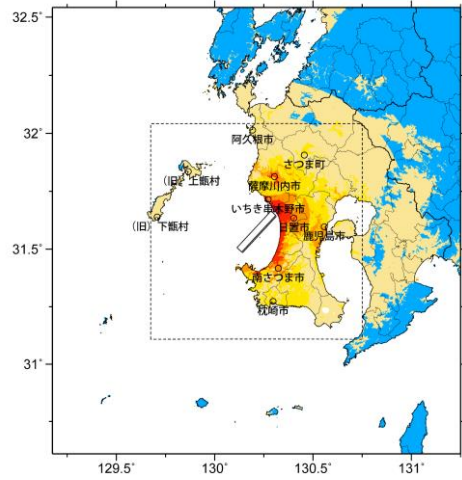 32.5°
32°
阿久根市
さつま町
(旧) 上甑村
薩摩川内市
いちき串木野市
(旧) 下甑村
日置市
鹿児島市
31.5°
南さつま市
枕崎市
31°
129.5°
130°
130.5°
131°